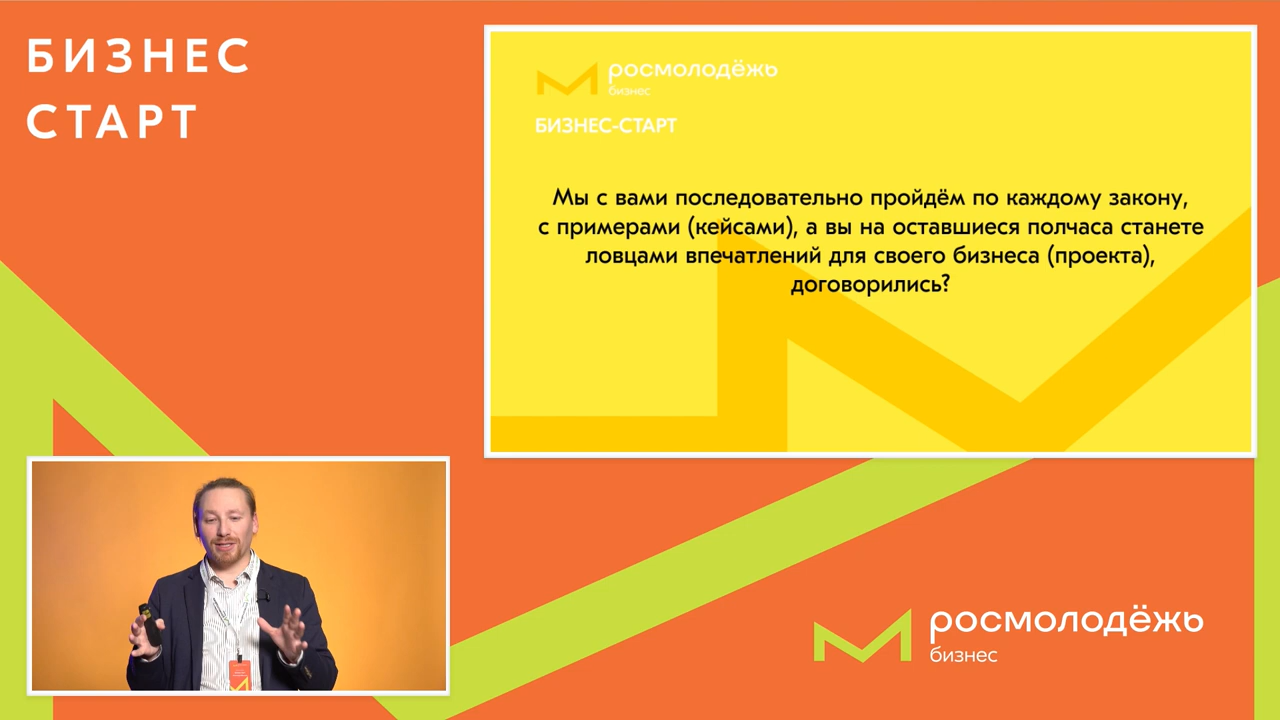 БИЗНЕС
СТАРТ
росмолодёжь
бизнес
БИЗНЕС-СТАРТ
Мы с вами последовательно пройдём по каждому закону,
с примерами (кейсами), а вы на оставшиеся полчаса станете
ловцами впечатлений для своего бизнеса (проекта),
договорились?
росмолодёжь
бизнес